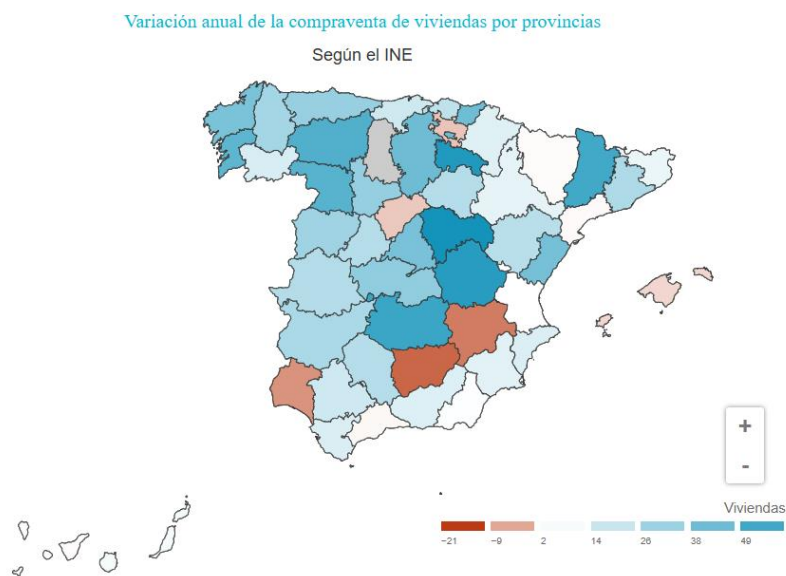 Variación anual de la compraventa de viviendas por provincias
Según el INE
+
-
Viviendas
−21 −9 2 14 26 38 49